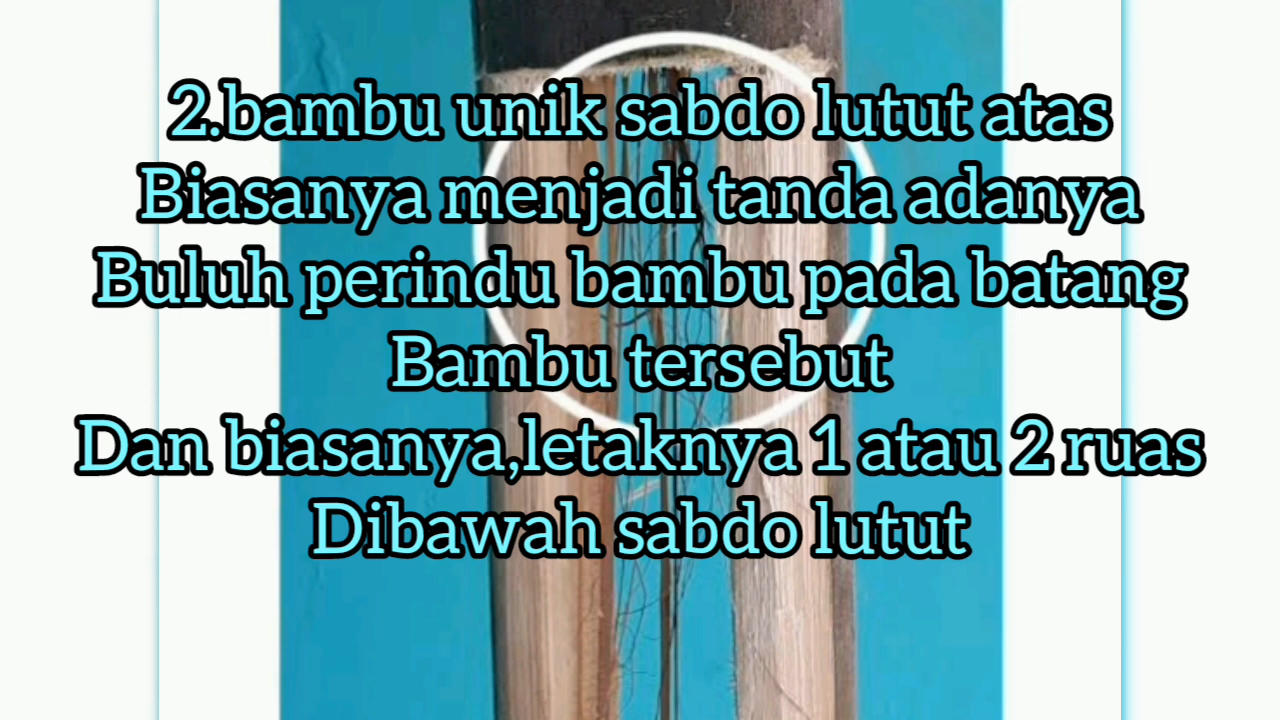 2.bambu unik sabdo lutut atas
Biasanya menjadi tanda adanya
Buluh perindu bambu pada batang
Bambu tersebut
Dan biasanya,letaknya 1 atau 2 ruas
Dibawah sabdo lutut